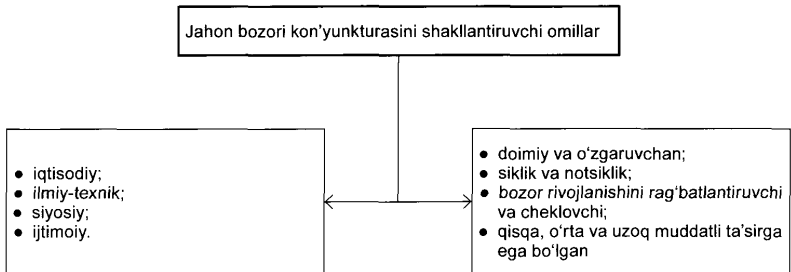 Jahon bozori kon’yunkturasini shakllantiruvchi omillar
● iqtisodiy;
● ilmiy-texnik;
● siyosiy;
● ijtimoiy.
● doimiy va o‘zgaruvchan;
● siklik va notsiklik;
● bozor rivojlanishini rag‘batlantiruvchi
va cheklovchi;
● qisqa, o‘rta va uzoq muddatli ta’sirga
ega bo‘lgan